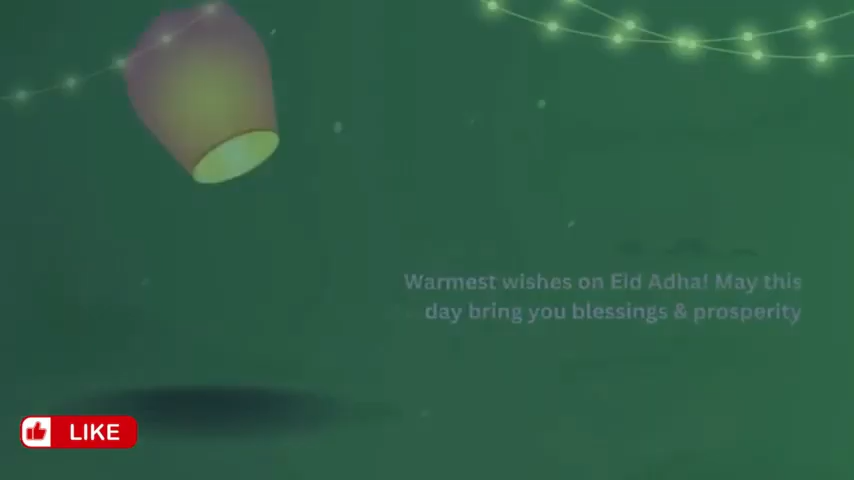 Warmest wishes on Eid Adha! May this
day bring you blessings & prosperity
LIKE